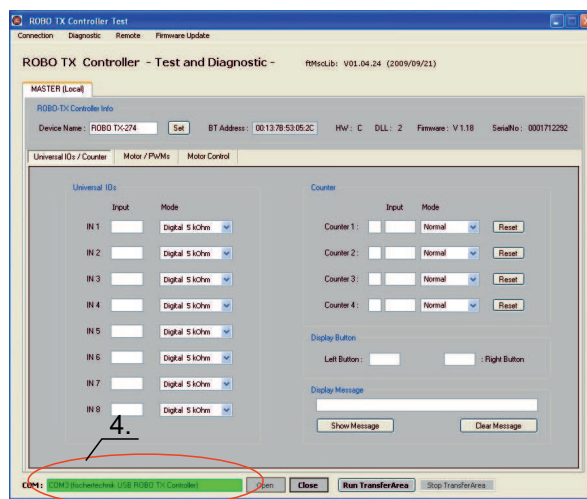 ROBO TX Controller Test
Connection Diagnostic Remote Firmware Update
ROBO TX Controller - Test and Diagnostic - ftMscLib: V01.04.24 (2009/09/21)
MASTER (Local)
ROBO-TX Controller Info
Device Name : ROBO TX-274 Set BT Address : 00:13:7B:53:05:2C HW : C DLL : 2 Firmware : V 1.18 SerialNo : 0001712292
Universal IOs / Counter Motor / PWMs Motor Control
Universal IOs Counter
Input Mode Input Mode
IN 1 Digital 5 kOhm Counter 1 : Normal Reset
IN 2 Digital 5 kOhm Counter 2 : Normal Reset
IN 3 Digital 5 kOhm Counter 3 : Normal Reset
IN 4 Digital 5 kOhm Counter 4 : Normal Reset
IN 5 Digital 5 kOhm
Display Button
IN 6 Digital 5 kOhm Left Button : : Right Button
IN 7 Digital 5 kOhm
Display Message
IN 8 Digital 5 kOhm
4. Show Message Clear Message
COM : COM3 (fischertechnik USB ROBO TX Controller) Open Close Run TransferArea Stop TransferArea